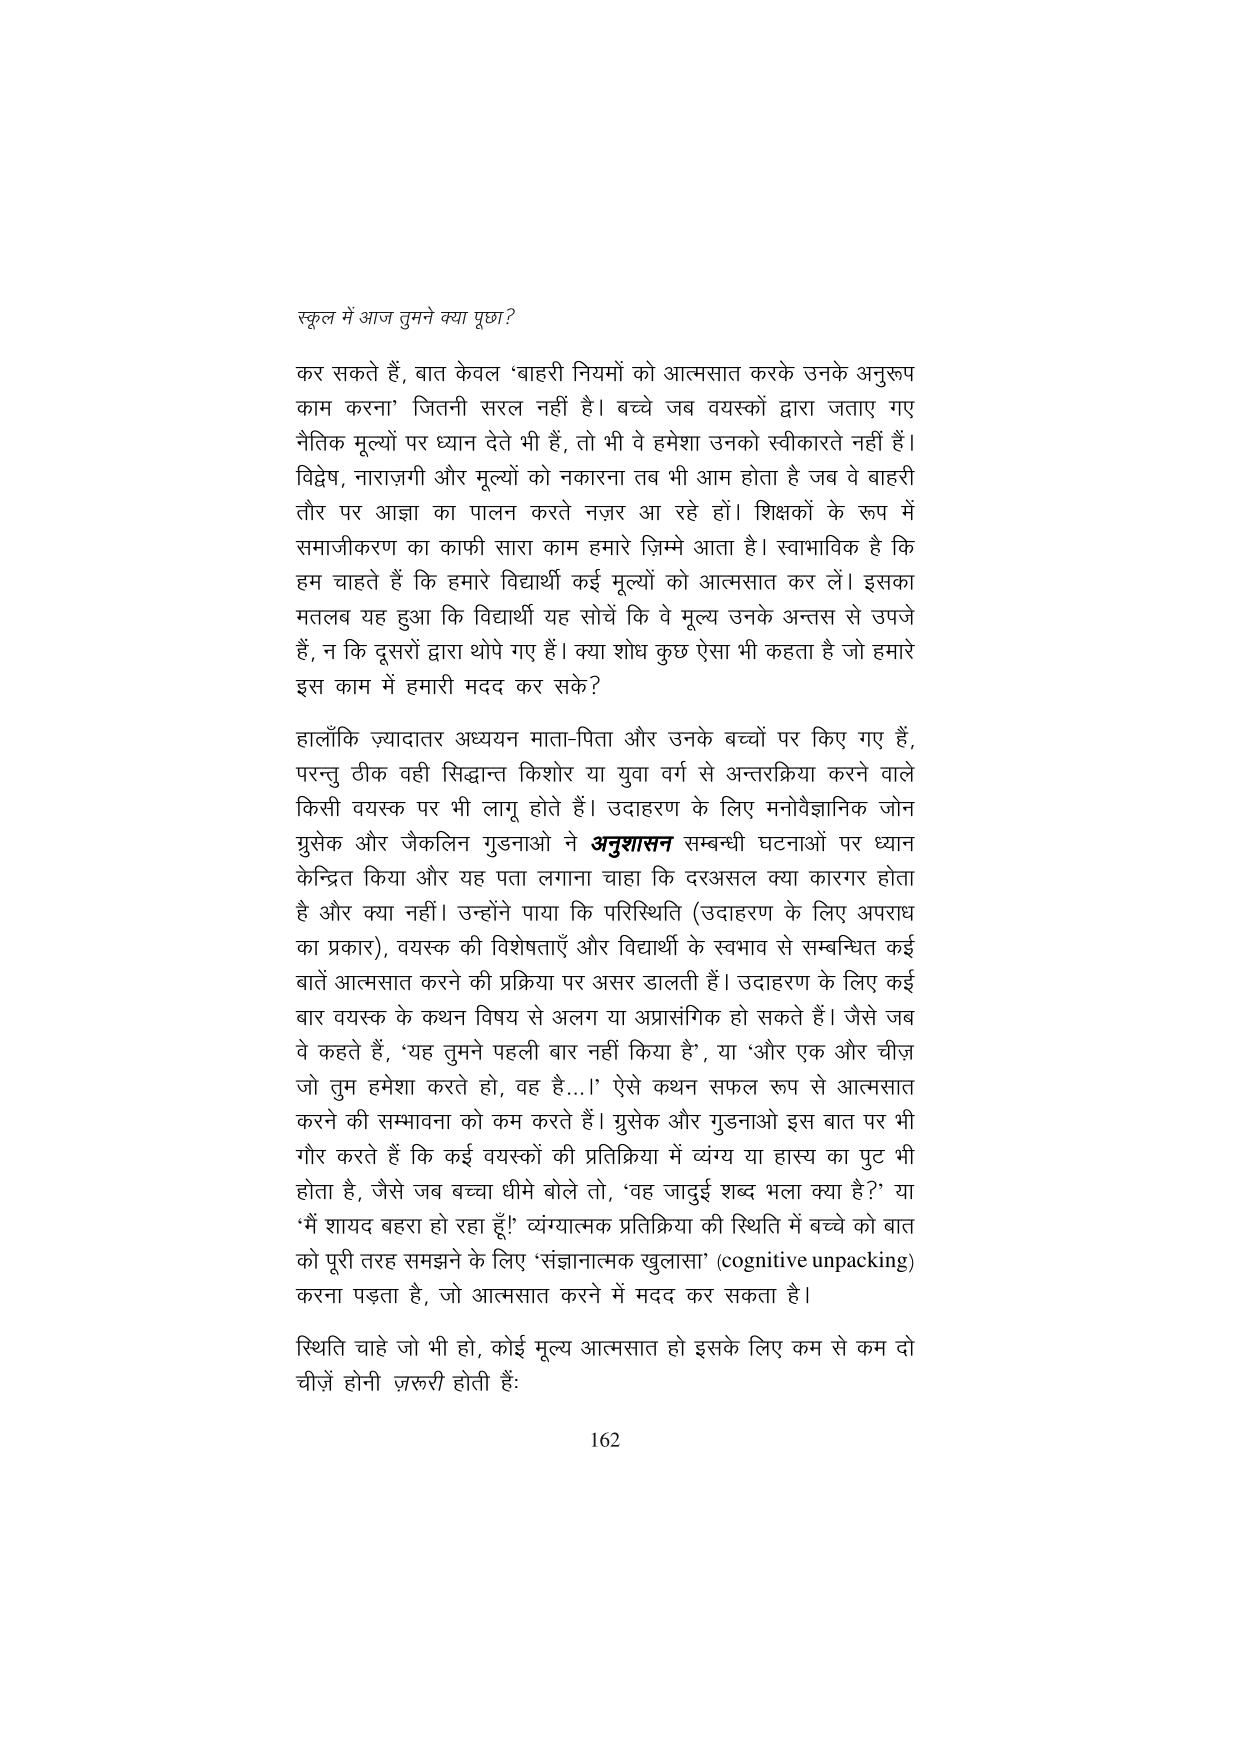 स्कूल में आज तुमने क्या पूछा?
कर सकते हैं, बात केवल ‘बाहरी नियमों को आत्मसात करके उनके अनुरूप
काम करना’ जितनी सरल नहीं है। बच्चे जब वयस्कों द्वारा जताए गए
नैतिक मूल्यों पर ध्यान देते भी हैं, तो भी वे हमेशा उनको स्वीकारते नहीं हैं।
विद्वेष, नाराज़गी और मूल्यों को नकारना तब भी आम होता है जब वे बाहरी
तौर पर आज्ञा का पालन करते नज़र आ रहे हों। शिक्षकों के रूप में
समाजीकरण का काफी सारा काम हमारे ज़िम्मे आता है। स्वाभाविक है कि
हम चाहते हैं कि हमारे विद्यार्थी कई मूल्यों को आत्मसात कर लें। इसका
मतलब यह हुआ कि विद्यार्थी यह सोचें कि वे मूल्य उनके अन्तस से उपजे
हैं, न कि दूसरों द्वारा थोपे गए हैं। क्या शोध कुछ ऐसा भी कहता है जो हमारे
इस काम में हमारी मदद कर सके?
हालाँकि ज़्यादातर अध्ययन माता-पिता और उनके बच्चों पर किए गए हैं,
परन्तु ठीक वही सिद्धान्त किशोर या युवा वर्ग से अन्तरक्रिया करने वाले
किसी वयस्क पर भी लागू होते हैं। उदाहरण के लिए मनोवैज्ञानिक जोन
ग्रुसेक और जैकलिन गुडनाओ ने अनुशासन सम्बन्धी घटनाओं पर ध्यान
केन्द्रित किया और यह पता लगाना चाहा कि दरअसल क्या कारगर होता
है और क्या नहीं। उन्होंने पाया कि परिस्थिति (उदाहरण के लिए अपराध
का प्रकार), वयस्क की विशेषताएँ और विद्यार्थी के स्वभाव से सम्बन्धित कई
बातें आत्मसात करने की प्रक्रिया पर असर डालती हैं। उदाहरण के लिए कई
बार वयस्क के कथन विषय से अलग या अप्रासंगिक हो सकते हैं। जैसे जब
वे कहते हैं, ‘यह तुमने पहली बार नहीं किया है’, या ‘और एक और चीज़
जो तुम हमेशा करते हो, वह है...।’ ऐसे कथन सफल रूप से आत्मसात
करने की सम्भावना को कम करते हैं। ग्रुसेक और गुडनाओ इस बात पर भी
गौर करते हैं कि कई वयस्कों की प्रतिक्रिया में व्यंग्य या हास्य का पुट भी
होता है, जैसे जब बच्चा धीमे बोले तो, ‘वह जादुई शब्द भला क्या है?’ या
‘मैं शायद बहरा हो रहा हूँ!’ व्यंग्यात्मक प्रतिक्रिया की स्थिति में बच्चे को बात
को पूरी तरह समझने के लिए ‘संज्ञानात्मक खुलासा’ (cognitive unpacking)
करना पड़ता है, जो आत्मसात करने में मदद कर सकता है।
स्थिति चाहे जो भी हो, कोई मूल्य आत्मसात हो इसके लिए कम से कम दो
चीज़ें होनी ज़रूरी होती हैं:
162